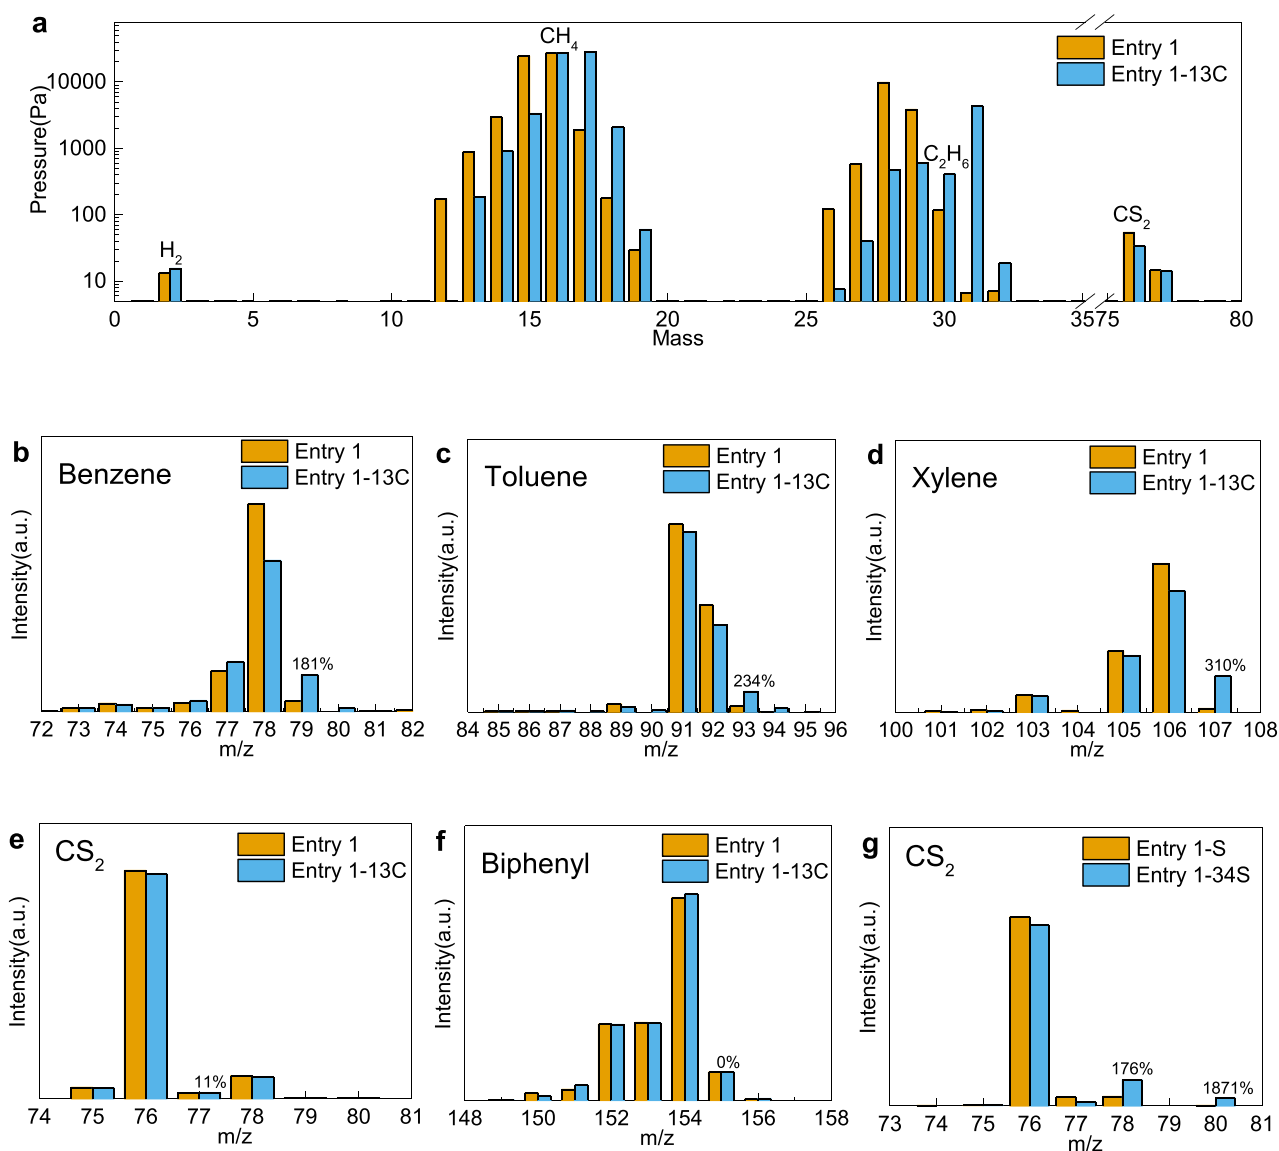 a
Pressure(Pa)
10000
1000
100
10
H2
CH4
C2H6
CS2
Entry 1
Entry 1-13C
0 5 10 15 20 25 30 35 75 80
Mass
b
Benzene
Entry 1
Entry 1-13C
Intensity(a.u.)
181%
72 73 74 75 76 77 78 79 80 81 82
m/z
c
Toluene
Entry 1
Entry 1-13C
Intensity(a.u.)
234%
84 85 86 87 88 89 90 91 92 93 94 95 96
m/z
d
Xylene
Entry 1
Entry 1-13C
Intensity(a.u.)
310%
100 101 102 103 104 105 106 107 108
m/z
e
CS2
Entry 1
Entry 1-13C
Intensity(a.u.)
11%
74 75 76 77 78 79 80 81
m/z
f
Biphenyl
Entry 1
Entry 1-13C
Intensity(a.u.)
0%
148 150 152 154 156 158
m/z
g
CS2
Entry 1-S
Entry 1-34S
Intensity(a.u.)
176%
1871%
73 74 75 76 77 78 79 80 81
m/z